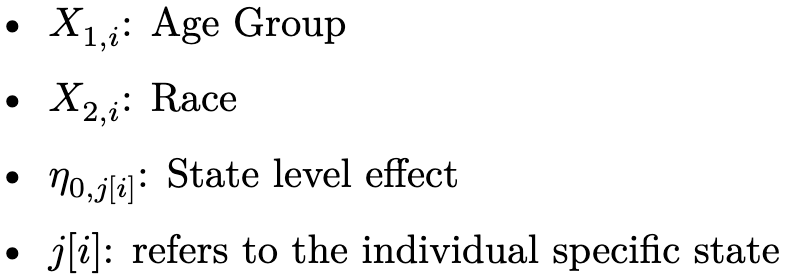 • X₁,ᵢ: Age Group
• X₂,ᵢ: Race
• η₀,ⱼ[ᵢ]: State level effect
• j[i]: refers to the individual specific state